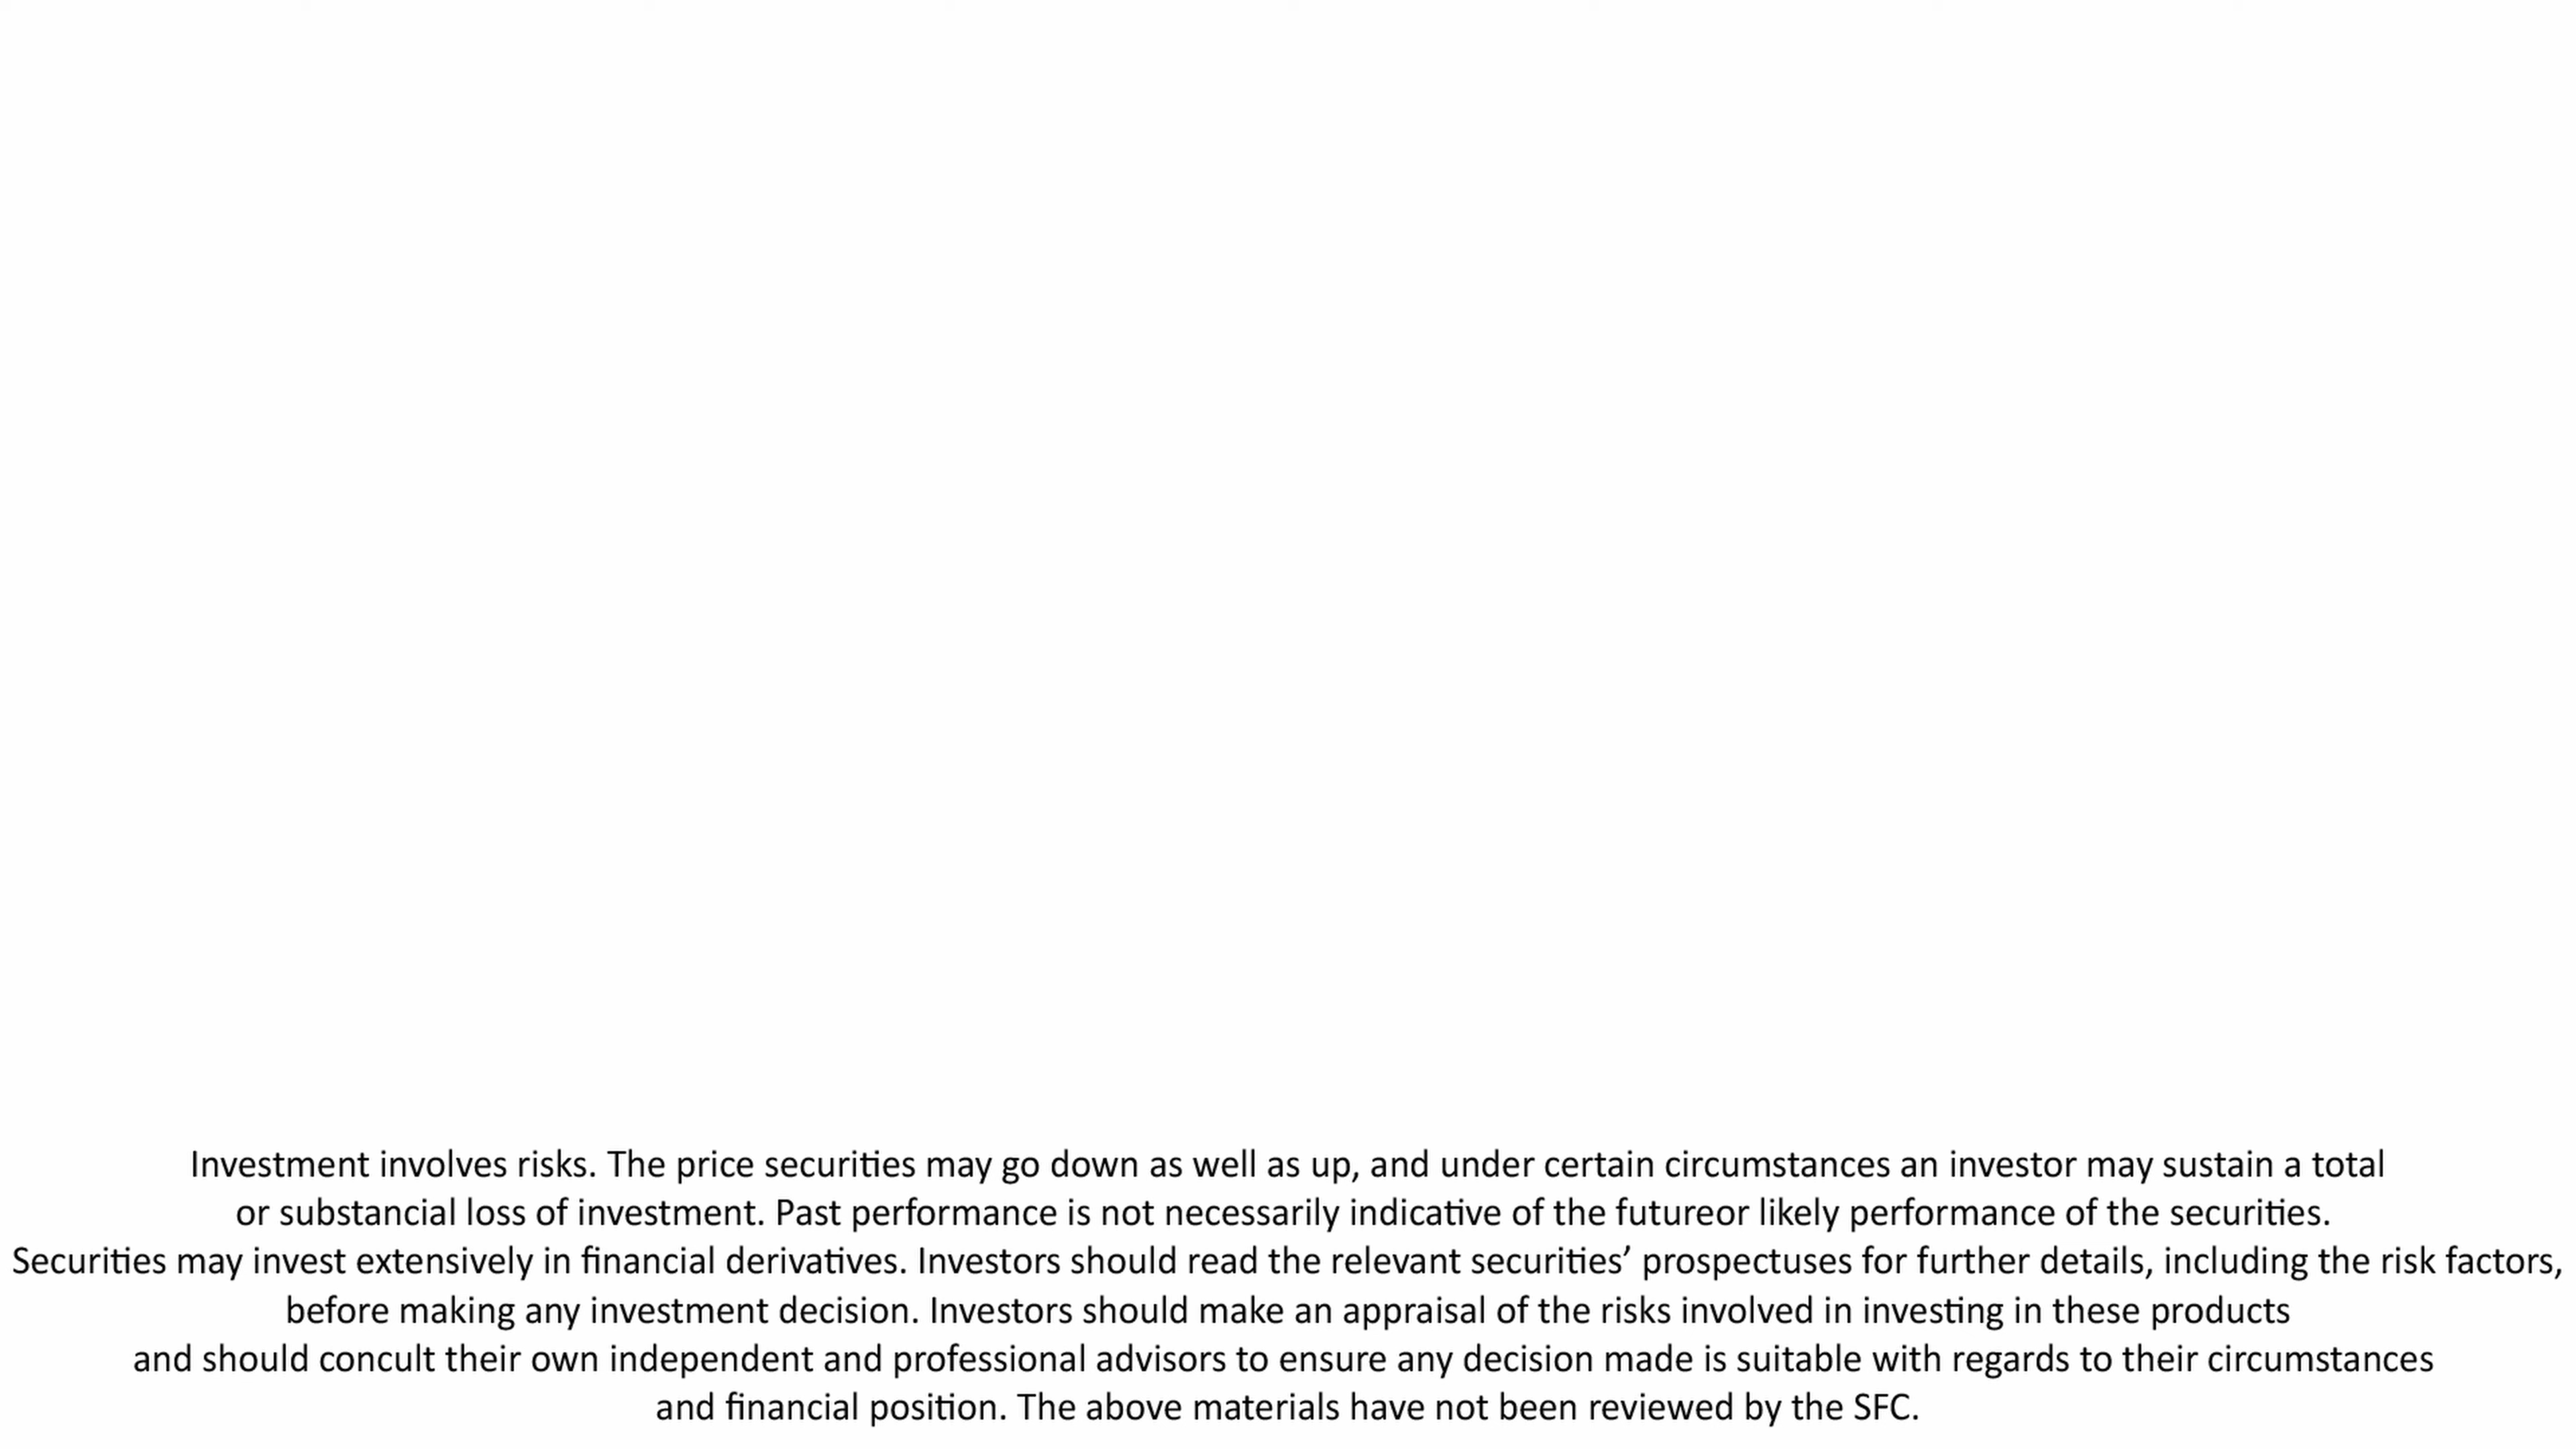 Investment involves risks. The price securities may go down as well as up, and under certain circumstances an investor may sustain a total
or substancial loss of investment. Past performance is not necessarily indicative of the futureor likely performance of the securities.
Securities may invest extensively in financial derivatives. Investors should read the relevant securities’ prospectuses for further details, including the risk factors,
before making any investment decision. Investors should make an appraisal of the risks involved in investing in these products
and should concult their own independent and professional advisors to ensure any decision made is suitable with regards to their circumstances
and financial position. The above materials have not been reviewed by the SFC.